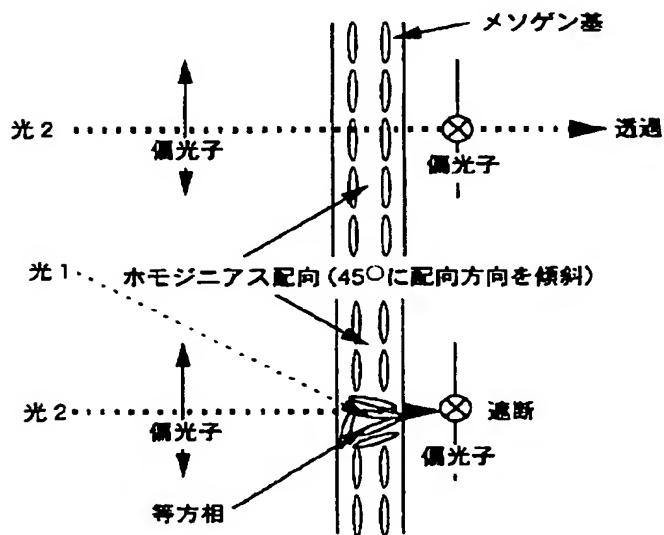 メソゲン基
光2
透過
偏光子
偏光子
光1
ホモジニアス配向(45°に配向方向を傾斜)
光2
遮断
偏光子
偏光子
等方相